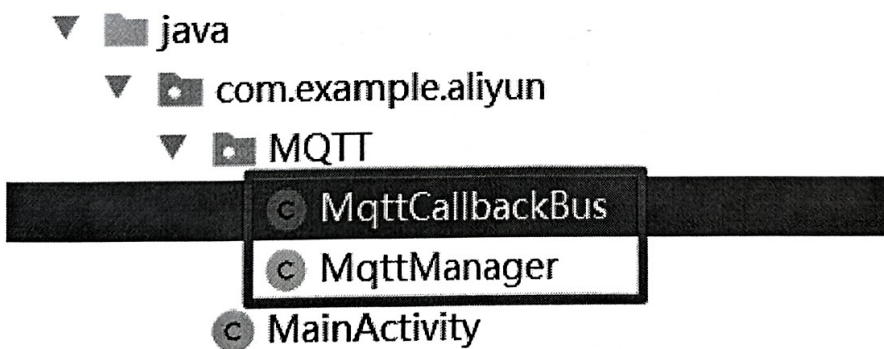 java
com.example.aliyun
MQTT
MqttCallbackBus
MqttManager
MainActivity